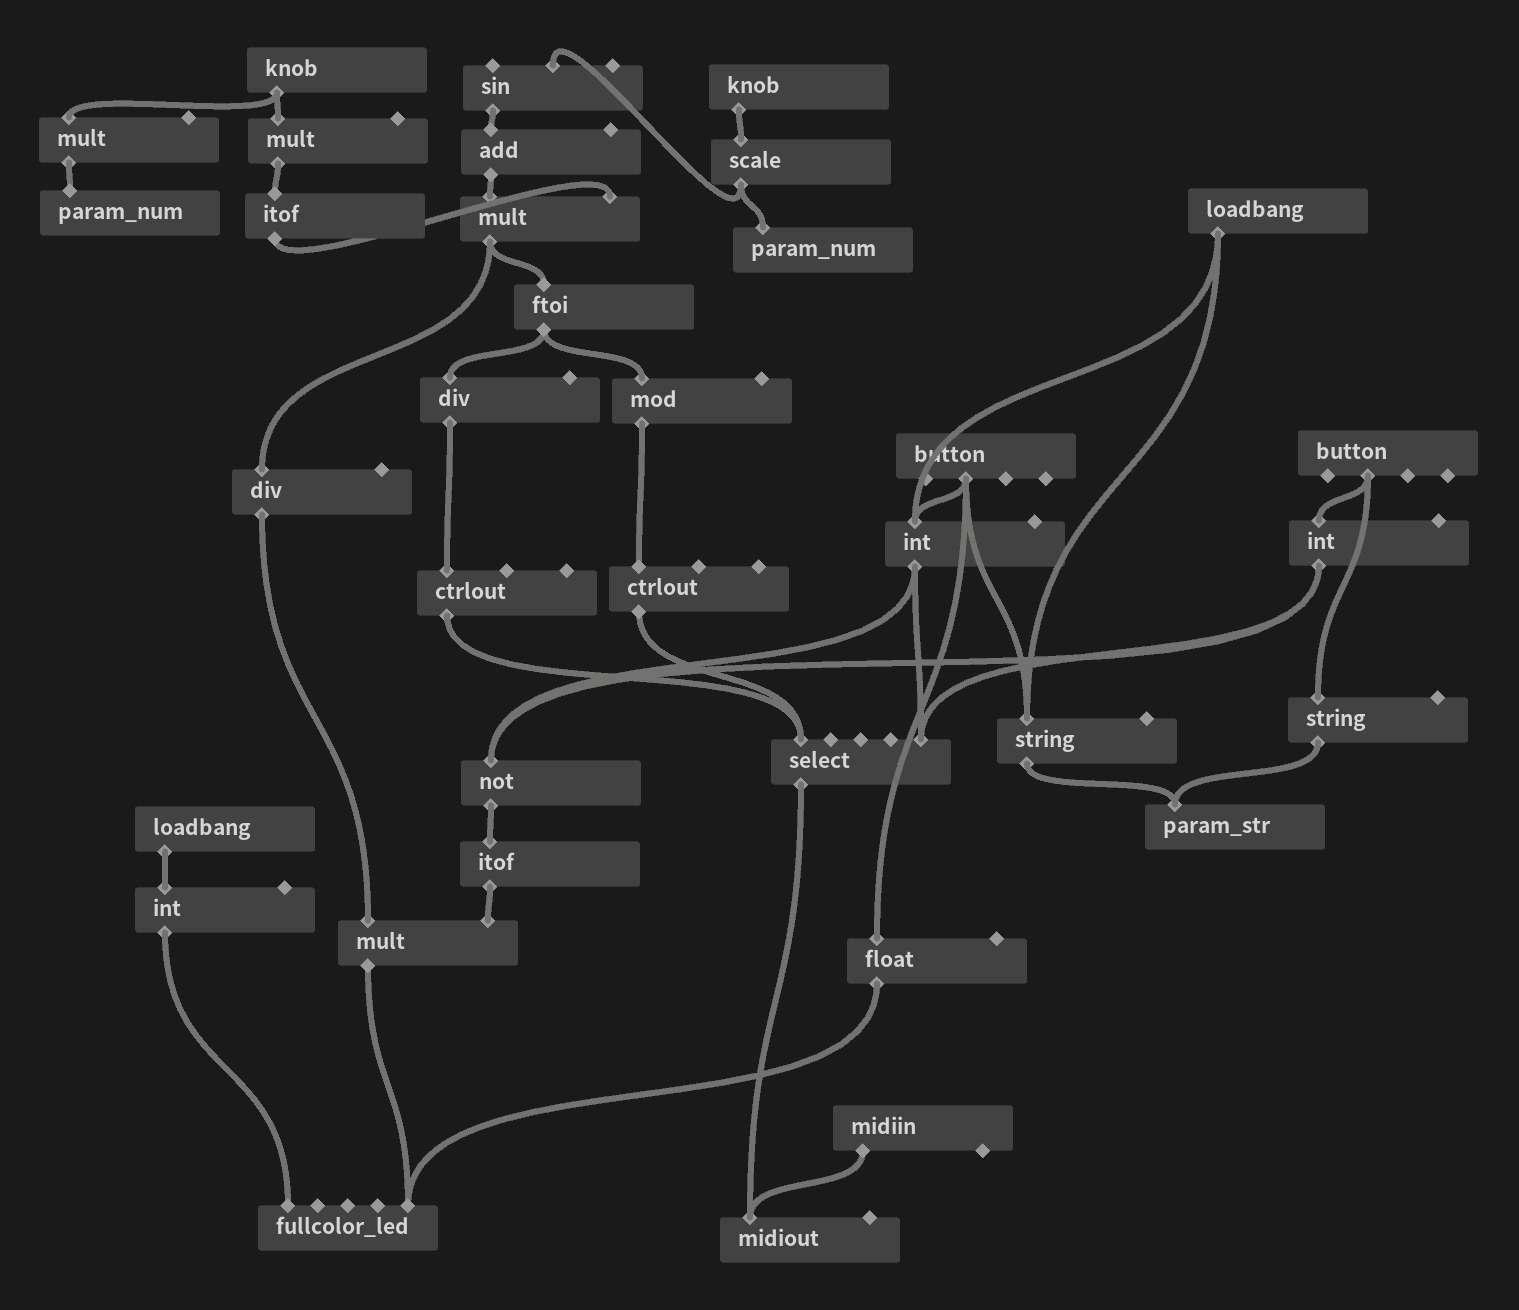 knob
sin
knob
mult
mult
add
scale
param_num
itof
mult
loadbang
param_num
ftoi
div
mod
button
button
div
int
int
ctrlout
ctrlout
string
string
not
select
param_str
loadbang
itof
int
mult
float
midiin
fullcolor_led
midiout